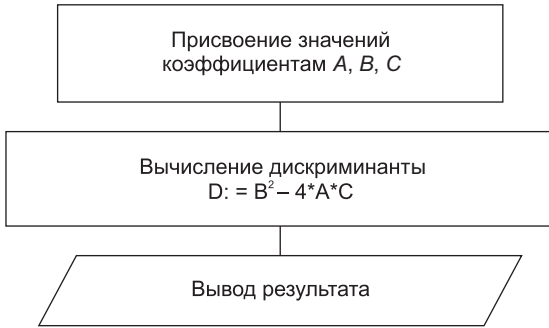 Присвоение значений
коэффициентам A, B, C
Вычисление дискриминанты
D: = B² – 4*A*C
Вывод результата